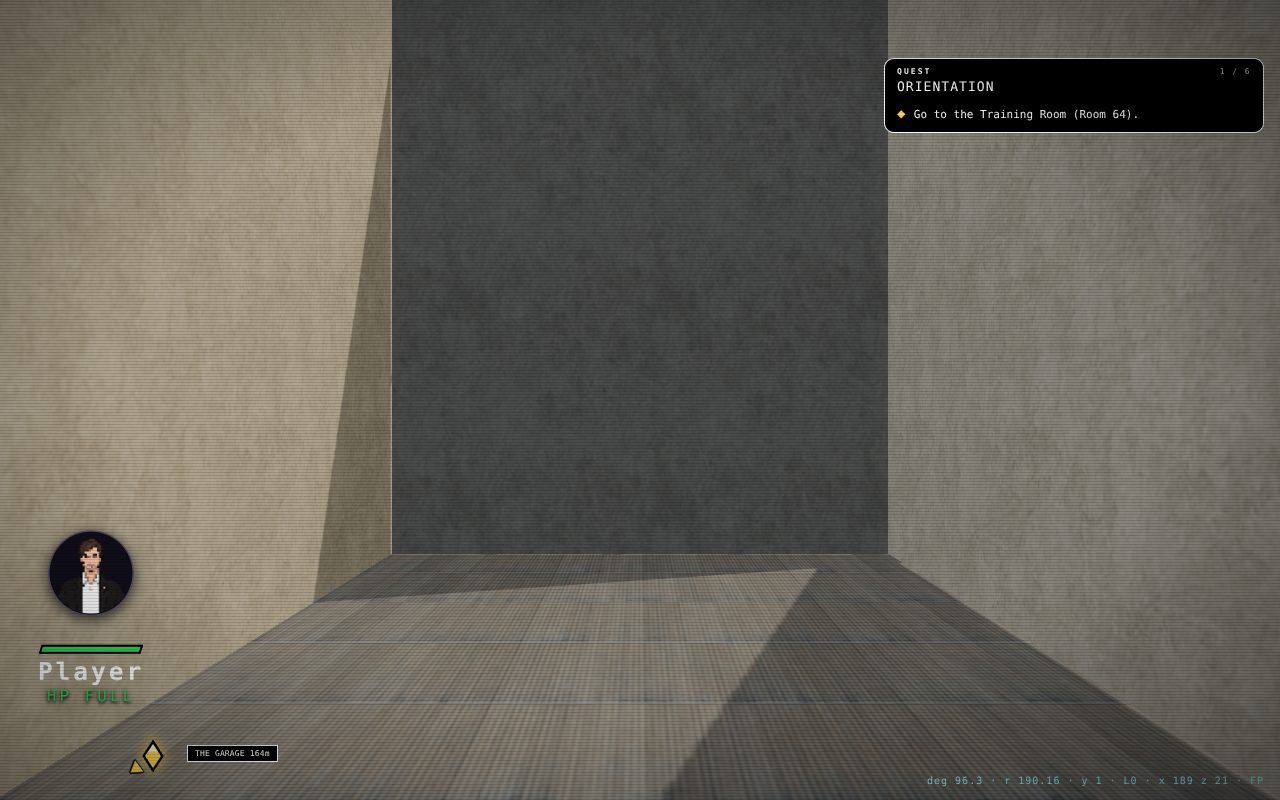 QUEST
1 / 6
ORIENTATION
Go to the Training Room (Room 64).
Player
HP FULL
THE GARAGE 164m
deg 96.3 · r 190.16 · y 1 · L0 · x 189 z 21 · FP